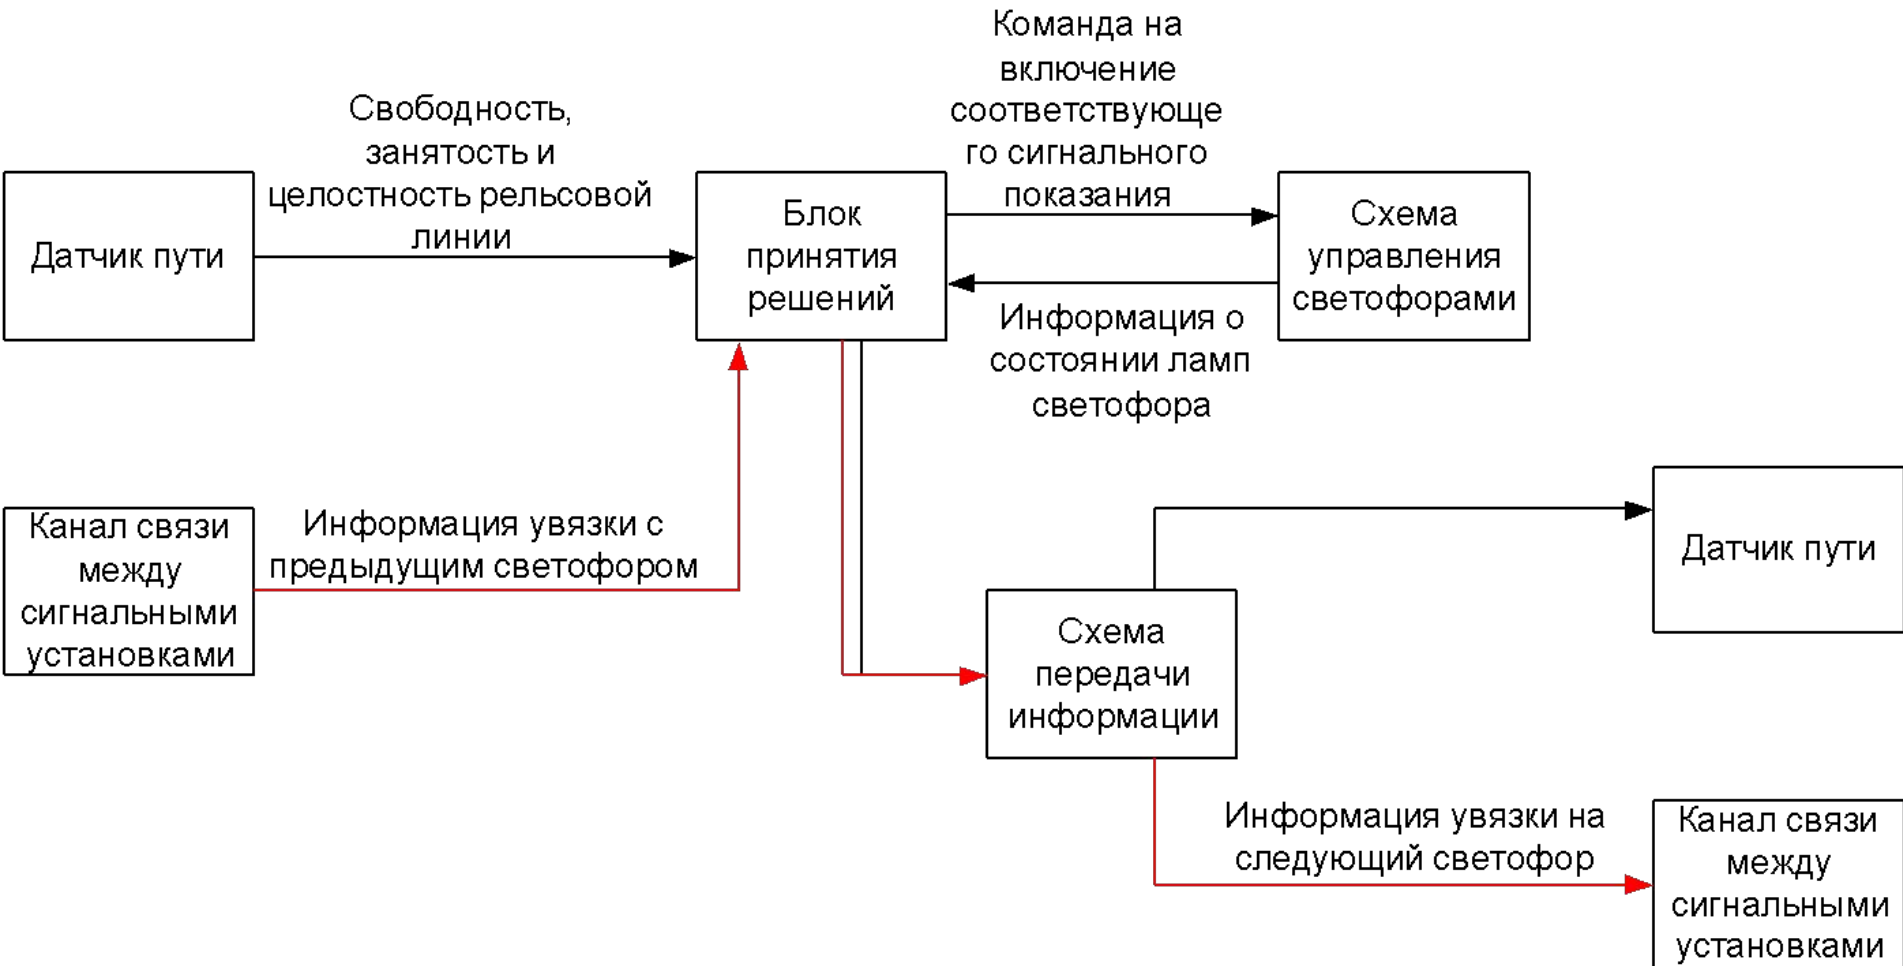 Команда на
включение
соответствующе
го сигнального
показания
Свободность,
занятость и
целостность рельсовой
линии
Датчик пути
Блок
принятия
решений
Схема
управления
светофорами
Информация о
состоянии ламп
светофора
Канал связи
между
сигнальными
установками
Информация увязки с
предыдущим светофором
Датчик пути
Схема
передачи
информации
Информация увязки на
следующий светофор
Канал связи
между
сигнальными
установками